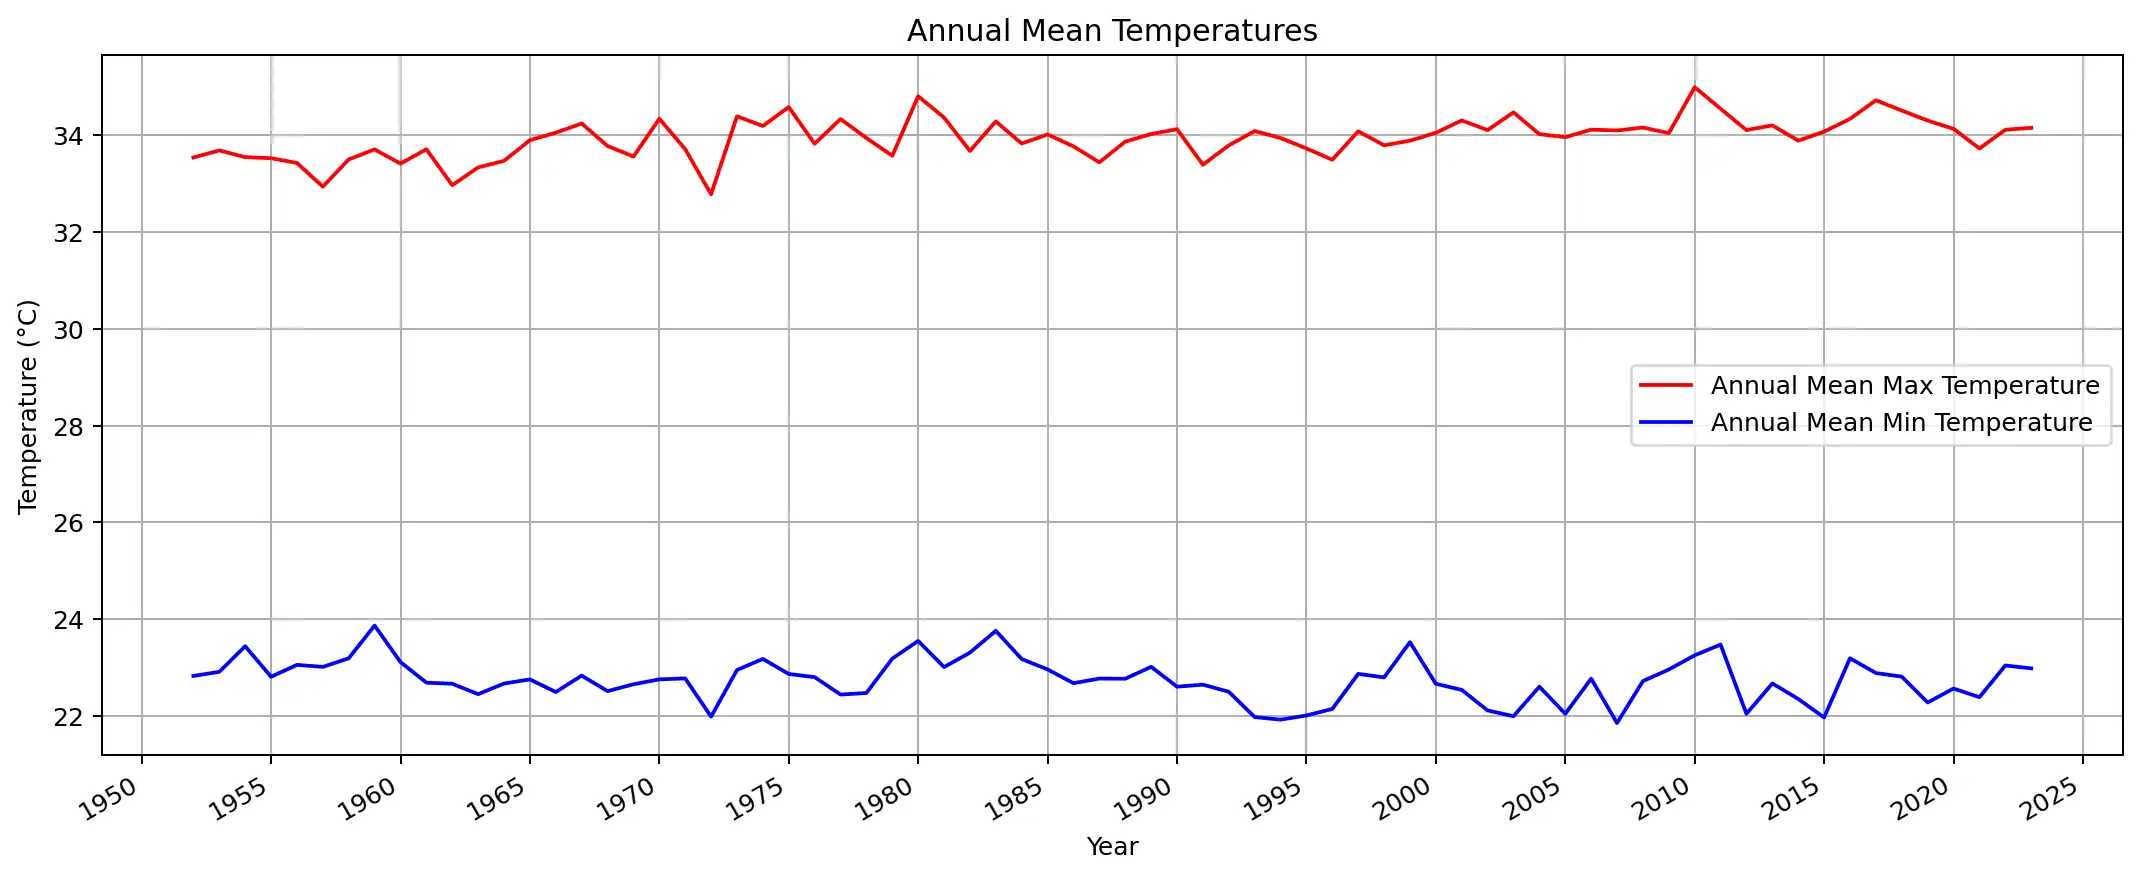 Annual Mean Temperatures
34
32
30
28
26
24
22
Temperature (°C)
Annual Mean Max Temperature
Annual Mean Min Temperature
1950 1955 1960 1965 1970 1975 1980 1985 1990 1995 2000 2005 2010 2015 2020 2025
Year